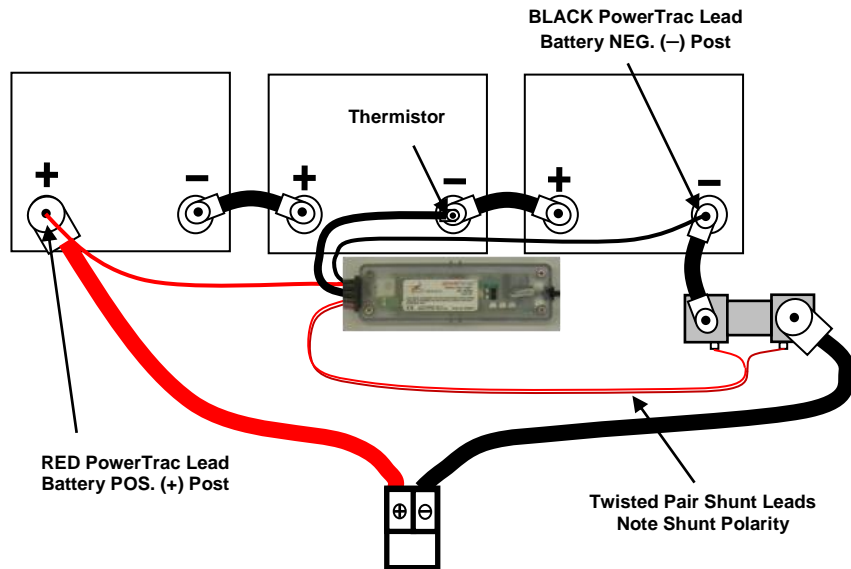 BLACK PowerTrac Lead
Battery NEG. (—) Post
Thermistor
+ − + − + −
RED PowerTrac Lead
Battery POS. (+) Post
Twisted Pair Shunt Leads
Note Shunt Polarity
+ −